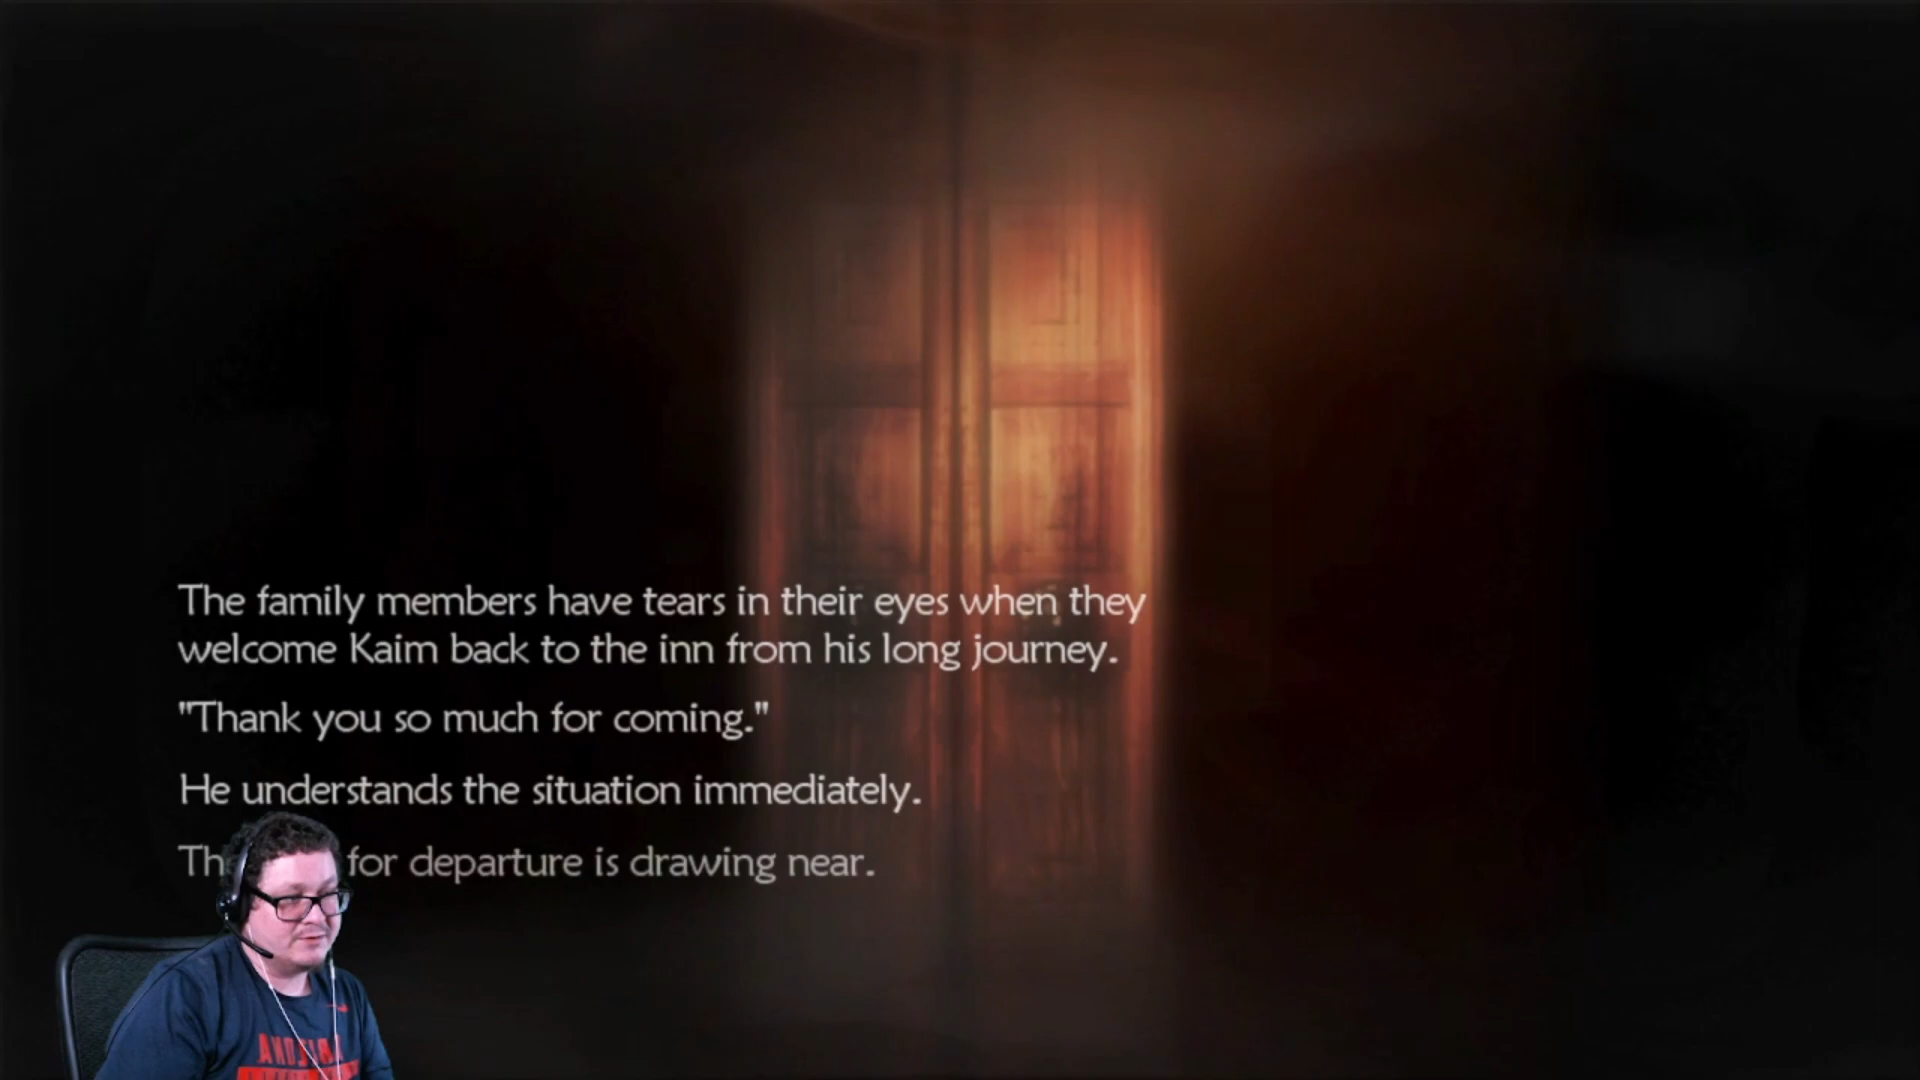 The family members have tears in their eyes when they
welcome Kaim back to the inn from his long journey.
"Thank you so much for coming."
He understands the situation immediately.
for departure is drawing near.